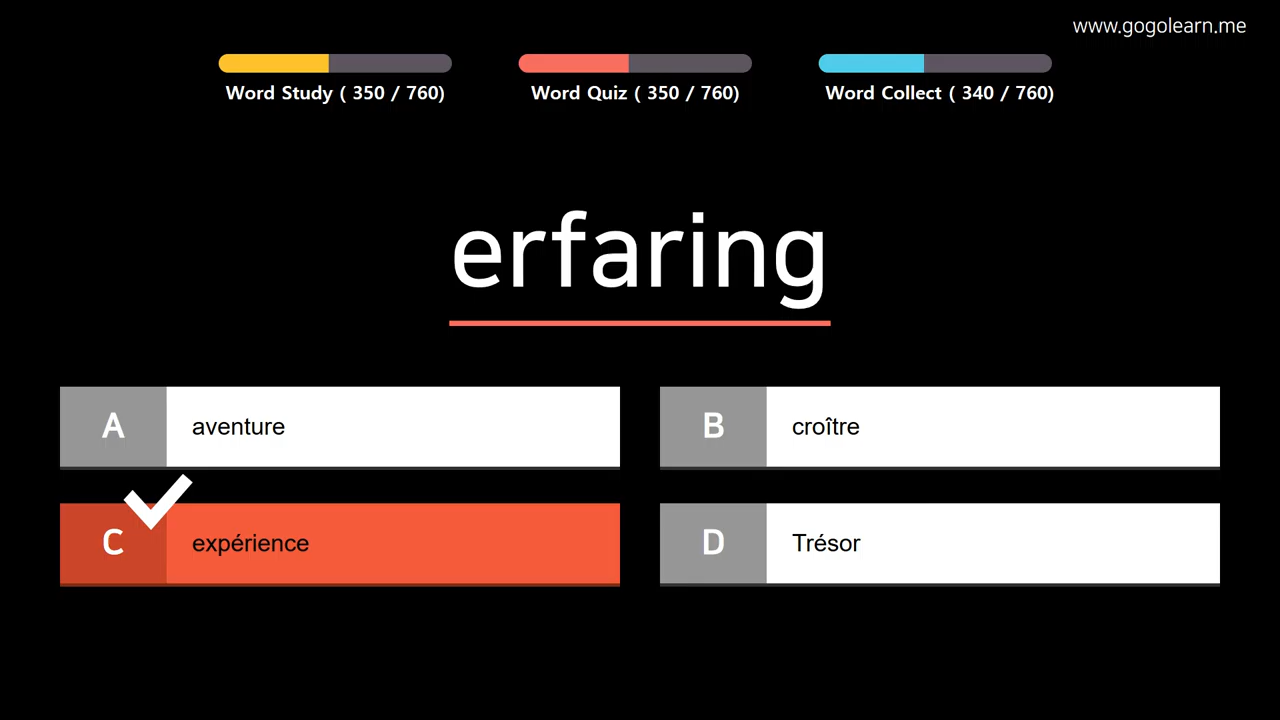 www.gogolearn.me
Word Study ( 350 / 760)
Word Quiz ( 350 / 760)
Word Collect ( 340 / 760)
erfaring
A
aventure
B
croître
C
expérience
D
Trésor